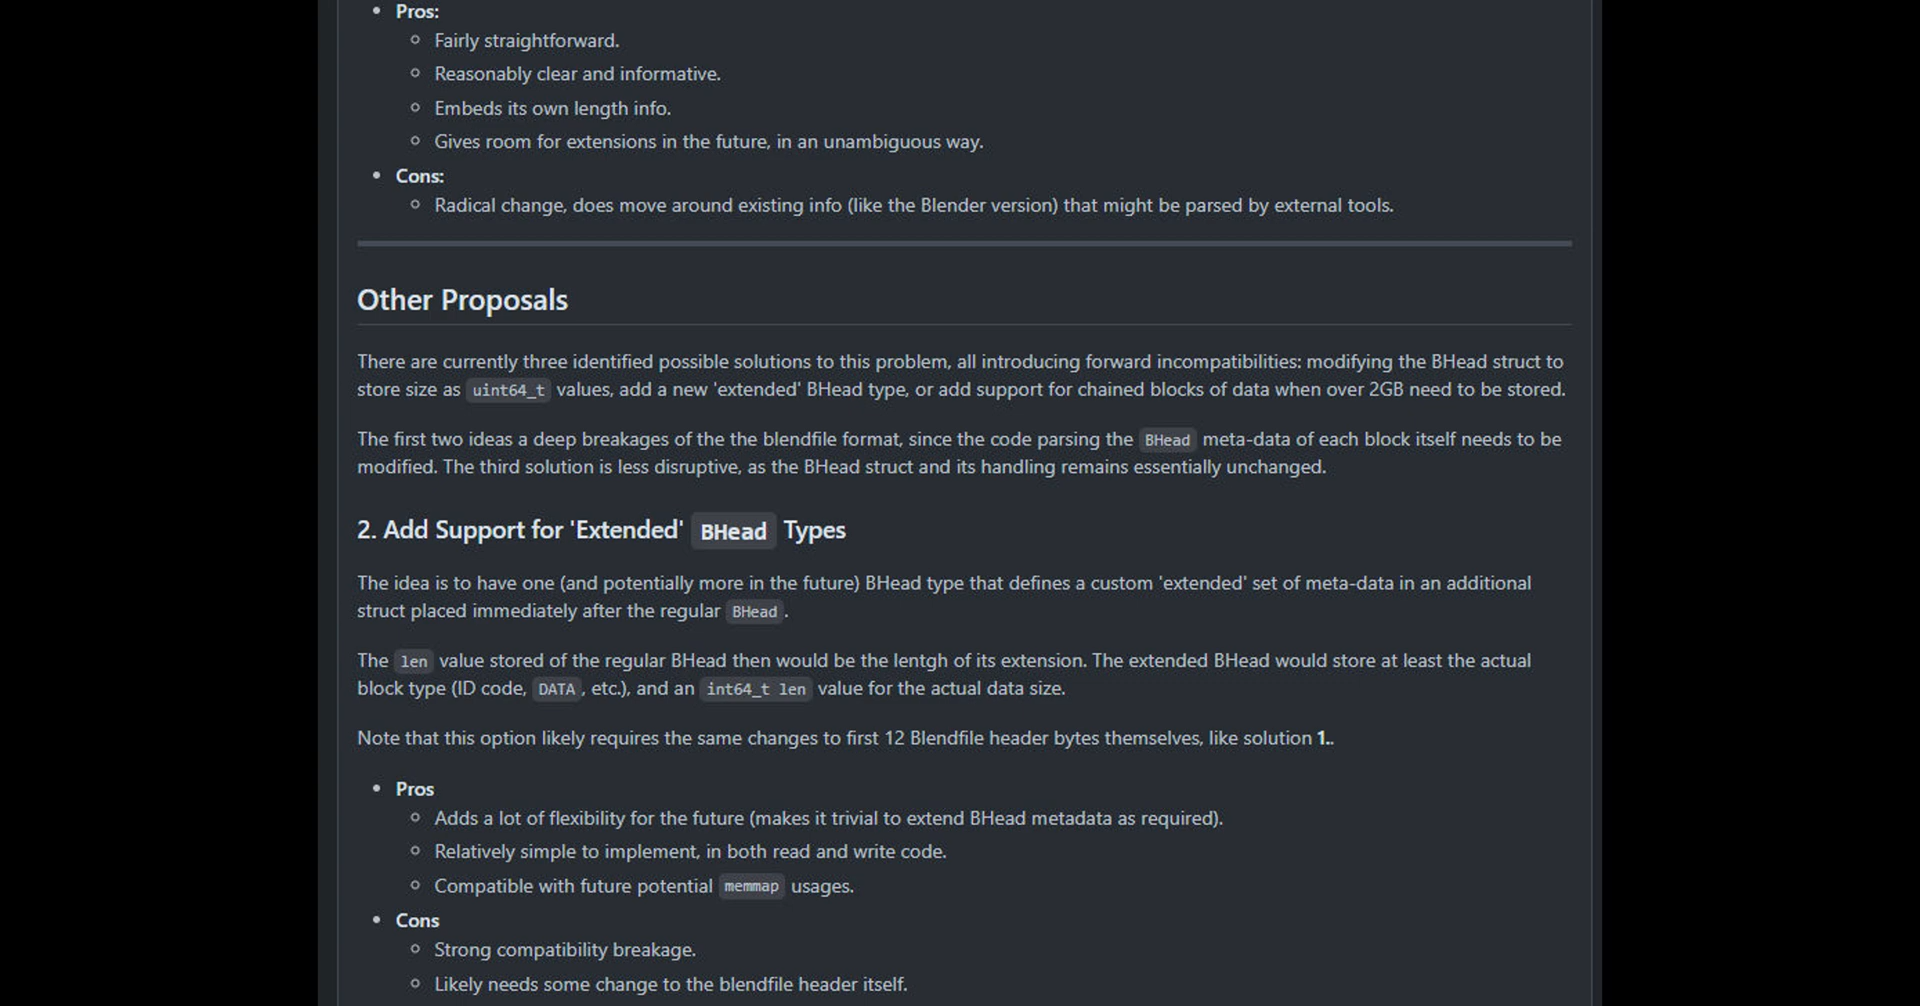 Pros:
Fairly straightforward.
Reasonably clear and informative.
Embeds its own length info.
Gives room for extensions in the future, in an unambiguous way.
Cons:
Radical change, does move around existing info (like the Blender version) that might be parsed by external tools.
Other Proposals
There are currently three identified possible solutions to this problem, all introducing forward incompatibilities: modifying the BHead struct to
store size as uint64_t values, add a new 'extended' BHead type, or add support for chained blocks of data when over 2GB need to be stored.
The first two ideas a deep breakages of the the blendfile format, since the code parsing the BHead meta-data of each block itself needs to be
modified. The third solution is less disruptive, as the BHead struct and its handling remains essentially unchanged.
2. Add Support for 'Extended' BHead Types
The idea is to have one (and potentially more in the future) BHead type that defines a custom 'extended' set of meta-data in an additional
struct placed immediately after the regular BHead.
The len value stored of the regular BHead then would be the lentgh of its extension. The extended BHead would store at least the actual
block type (ID code, DATA, etc.), and an int64_t len value for the actual data size.
Note that this option likely requires the same changes to first 12 Blendfile header bytes themselves, like solution 1..
Pros
Adds a lot of flexibility for the future (makes it trivial to extend BHead metadata as required).
Relatively simple to implement, in both read and write code.
Compatible with future potential memmap usages.
Cons
Strong compatibility breakage.
Likely needs some change to the blendfile header itself.